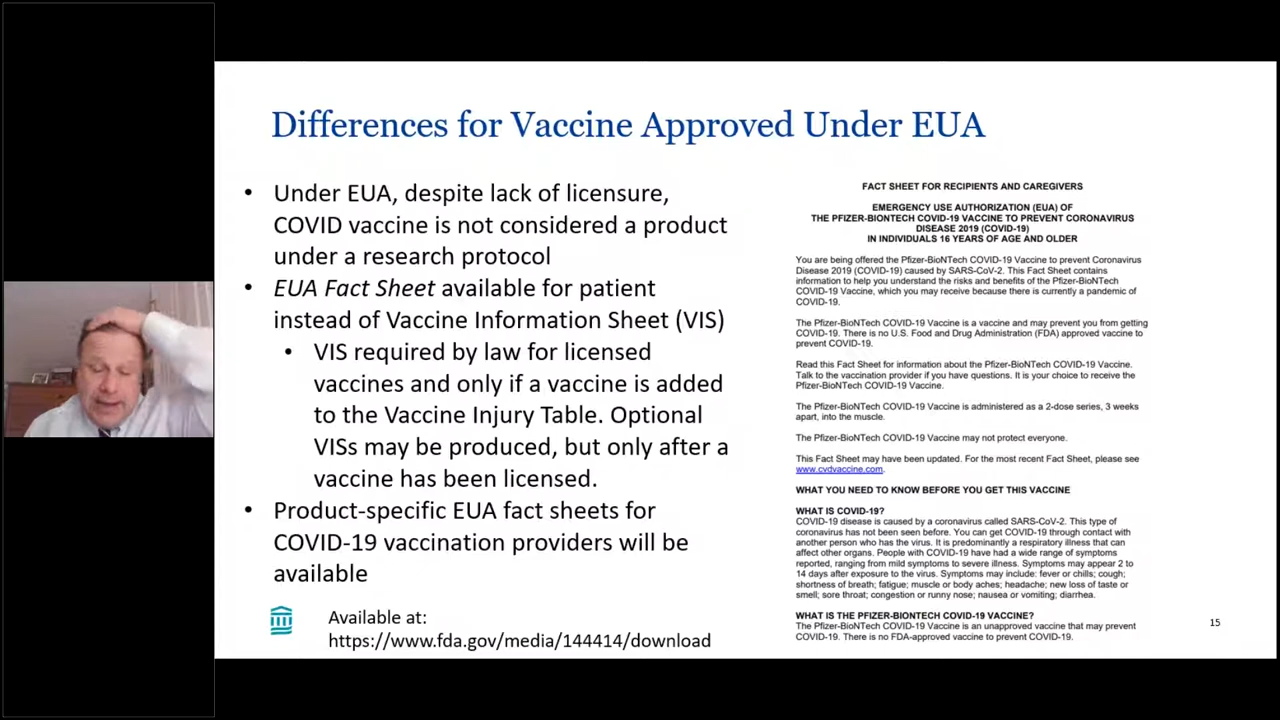 Differences for Vaccine Approved Under EUA
• Under EUA, despite lack of licensure,
COVID vaccine is not considered a product
under a research protocol
• EUA Fact Sheet available for patient
instead of Vaccine Information Sheet (VIS)
• VIS required by law for licensed
vaccines and only if a vaccine is added
to the Vaccine Injury Table. Optional
VISs may be produced, but only after a
vaccine has been licensed.
• Product-specific EUA fact sheets for
COVID-19 vaccination providers will be
available
Available at:
https://www.fda.gov/media/144414/download
FACT SHEET FOR RECIPIENTS AND CAREGIVERS
EMERGENCY USE AUTHORIZATION (EUA) OF
THE PFIZER-BIONTECH COVID-19 VACCINE TO PREVENT CORONAVIRUS
DISEASE 2019 (COVID-19)
IN INDIVIDUALS 16 YEARS OF AGE AND OLDER
You are being offered the Pfizer-BioNTech COVID-19 Vaccine to prevent Coronavirus
Disease 2019 (COVID-19) caused by SARS-CoV-2. This Fact Sheet contains
information to help you understand the risks and benefits of the Pfizer-BioNTech
COVID-19 Vaccine, which you may receive because there is currently a pandemic of
COVID-19.
The Pfizer-BioNTech COVID-19 Vaccine is a vaccine and may prevent you from getting
COVID-19. There is no U.S. Food and Drug Administration (FDA) approved vaccine to
prevent COVID-19.
Read this Fact Sheet for information about the Pfizer-BioNTech COVID-19 Vaccine.
Talk to the vaccination provider if you have questions. It is your choice to receive the
Pfizer-BioNTech COVID-19 Vaccine.
The Pfizer-BioNTech COVID-19 Vaccine is administered as a 2-dose series, 3 weeks
apart, into the muscle.
The Pfizer-BioNTech COVID-19 Vaccine may not protect everyone.
This Fact Sheet may have been updated. For the most recent Fact Sheet, please see
www.cvdvaccine.com.
WHAT YOU NEED TO KNOW BEFORE YOU GET THIS VACCINE
WHAT IS COVID-19?
COVID-19 disease is caused by a coronavirus called SARS-CoV-2. This type of
coronavirus has not been seen before. You can get COVID-19 through contact with
another person who has the virus. It is predominantly a respiratory illness that can
affect other organs. People with COVID-19 have had a wide range of symptoms
reported, ranging from mild symptoms to severe illness. Symptoms may appear 2 to
14 days after exposure to the virus. Symptoms may include: fever or chills; cough;
shortness of breath; fatigue; muscle or body aches; headache; new loss of taste or
smell; sore throat; congestion or runny nose; nausea or vomiting; diarrhea.
WHAT IS THE PFIZER-BIONTECH COVID-19 VACCINE?
The Pfizer-BioNTech COVID-19 Vaccine is an unapproved vaccine that may prevent
COVID-19. There is no FDA-approved vaccine to prevent COVID-19.
15